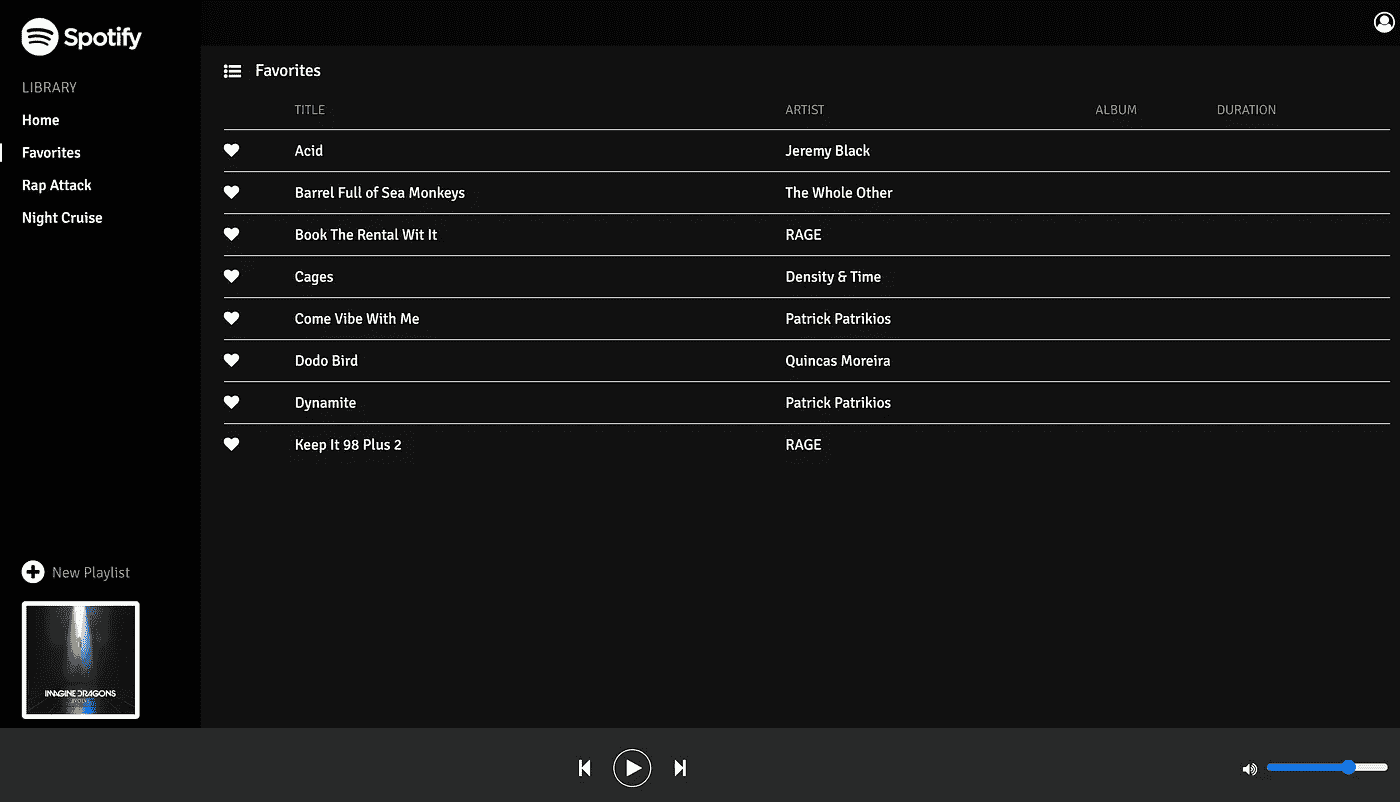 Spotify
LIBRARY
Home
Favorites
Rap Attack
Night Cruise
New Playlist
IMAGINE DRAGONS
EVOLVE
Favorites
TITLE ARTIST ALBUM DURATION
Acid Jeremy Black
Barrel Full of Sea Monkeys The Whole Other
Book The Rental Wit It RAGE
Cages Density & Time
Come Vibe With Me Patrick Patrikios
Dodo Bird Quincas Moreira
Dynamite Patrick Patrikios
Keep It 98 Plus 2 RAGE